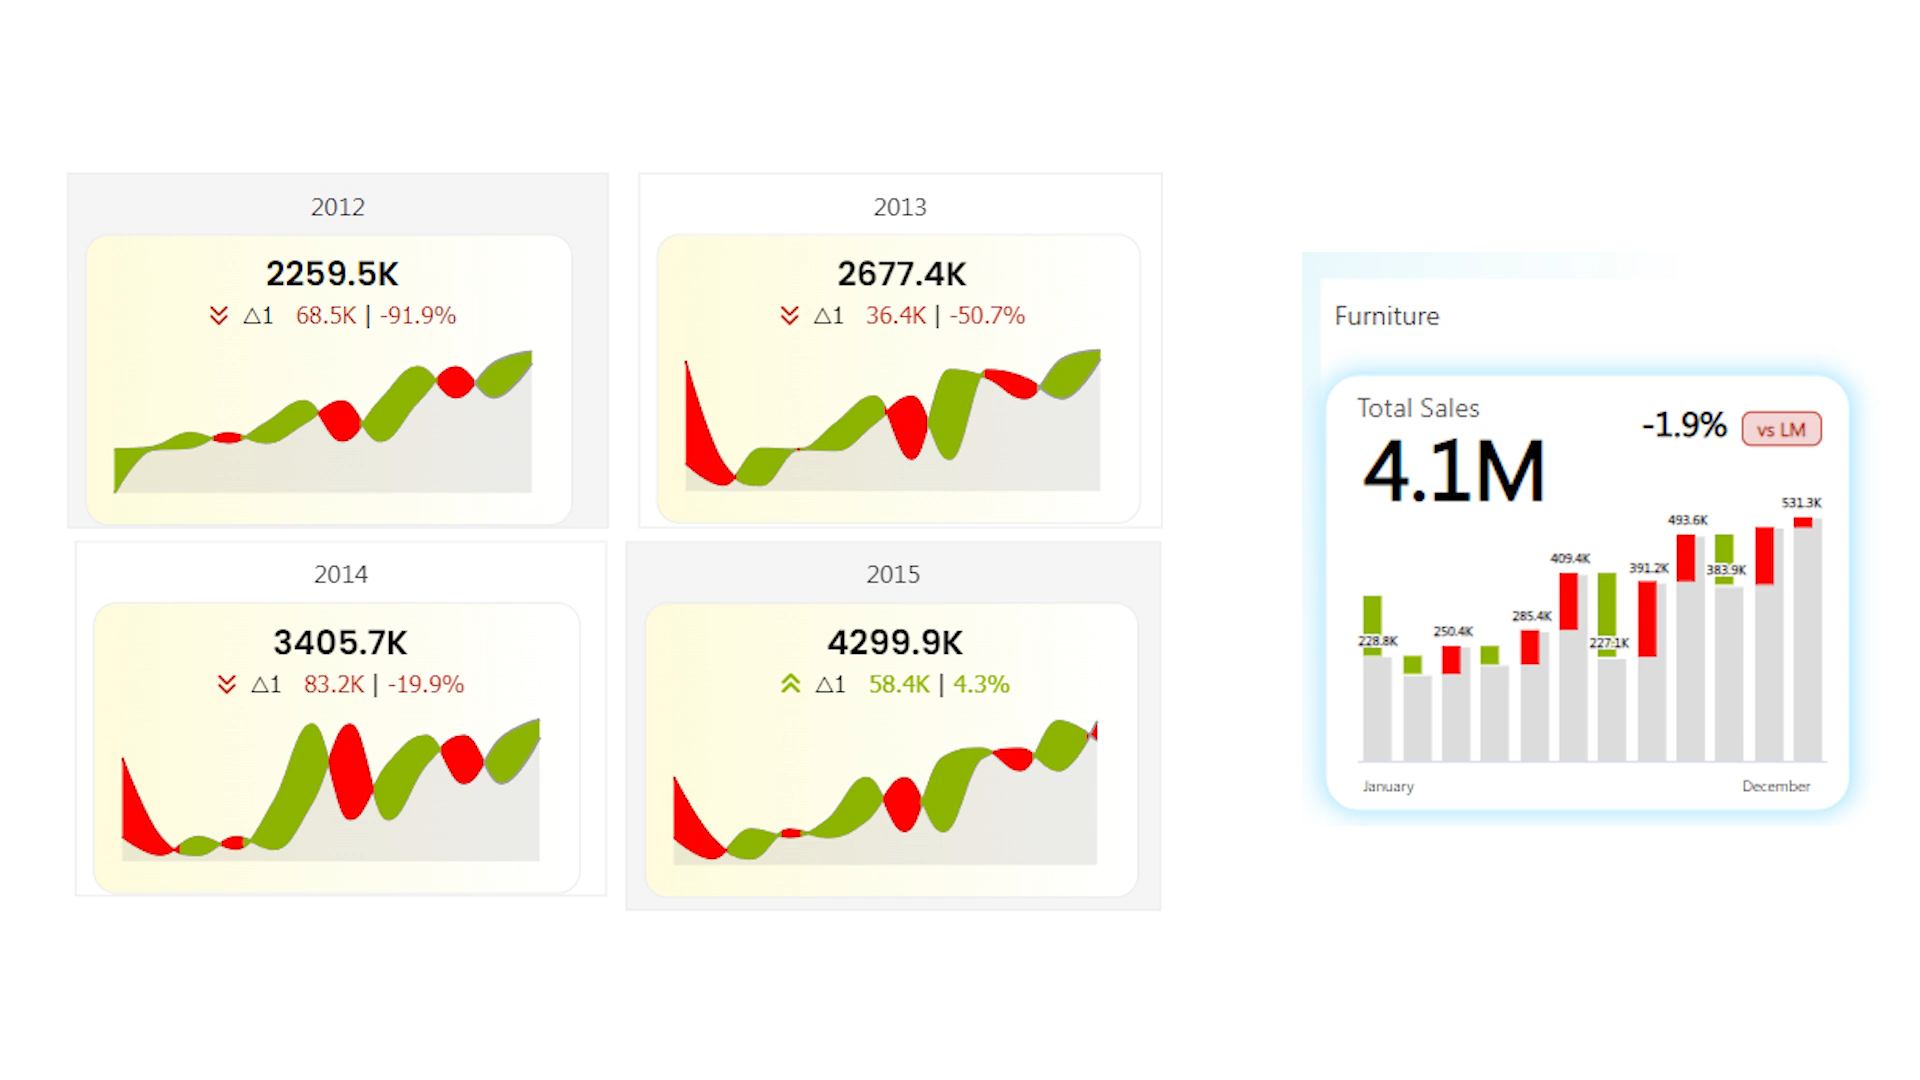 2012
2259.5K
△1 68.5K | -91.9%
2013
2677.4K
△1 36.4K | -50.7%
2014
3405.7K
△1 83.2K | -19.9%
2015
4299.9K
△1 58.4K | 4.3%
Furniture
Total Sales
4.1M
-1.9% vs LM
228.8K
250.4K
285.4K
409.4K
227.1K
391.2K
493.6K
383.9K
531.3K
January
December